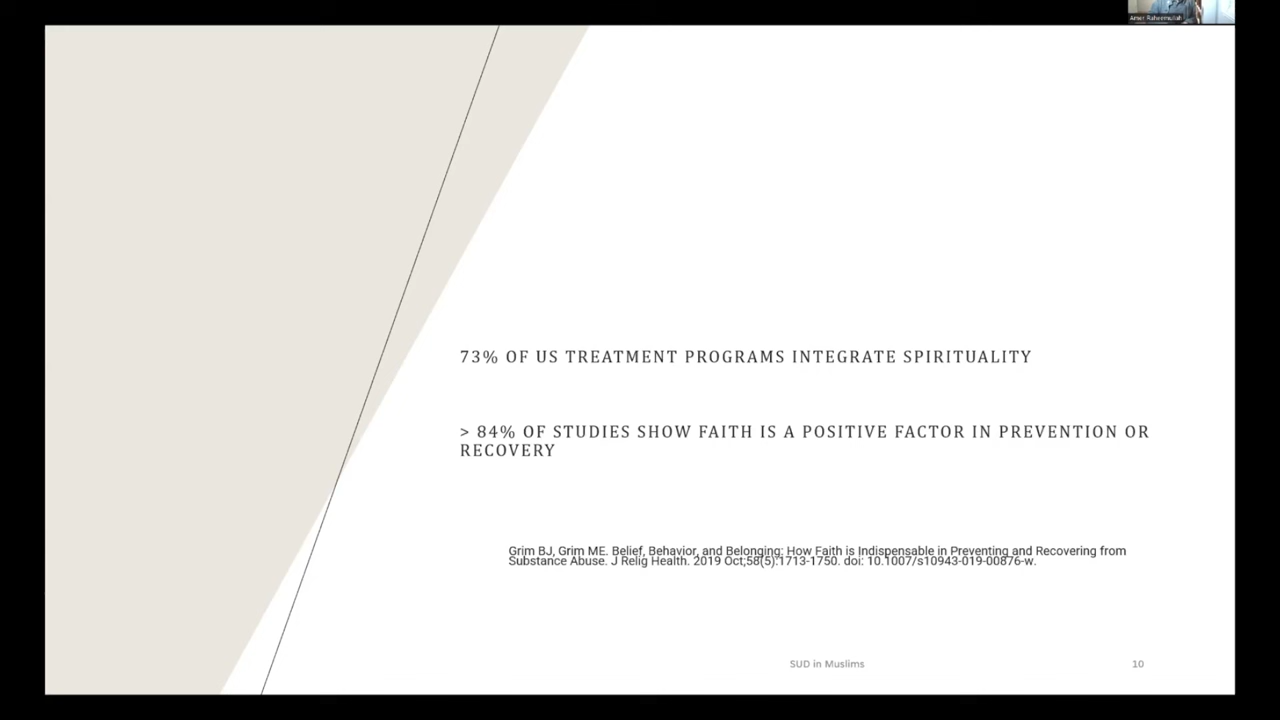 Amer Raheemullah
73% OF US TREATMENT PROGRAMS INTEGRATE SPIRITUALITY
> 84% OF STUDIES SHOW FAITH IS A POSITIVE FACTOR IN PREVENTION OR
RECOVERY
Grim BJ, Grim ME. Belief, Behavior, and Belonging: How Faith is Indispensable in Preventing and Recovering from
Substance Abuse. J Relig Health. 2019 Oct;58(5):1713-1750. doi: 10.1007/s10943-019-00876-w.
SUD in Muslims
10